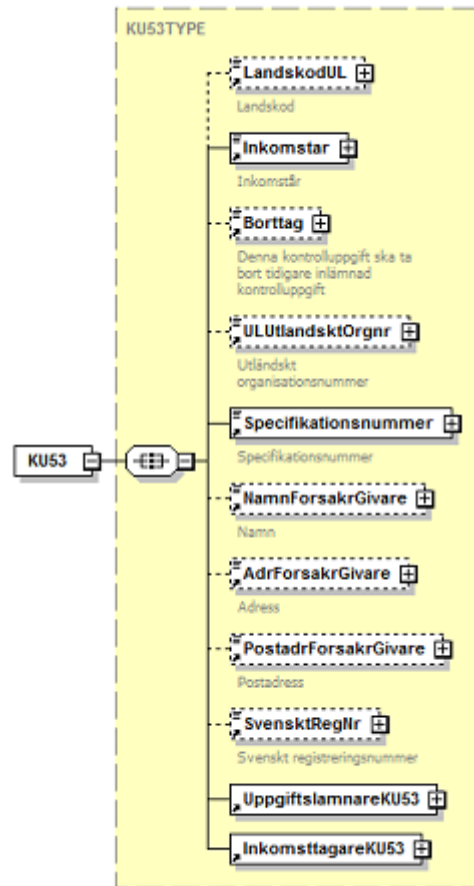 KU53TYPE
LandskodUL
Landskod
Inkomstar
Inkomstår
Borttag
Denna kontrolluppgift ska ta
bort tidigare inlämnad
kontrolluppgift
ULUtlandsktOrgnr
Utländskt
organisationsnummer
Specifikationsnummer
Specifikationsnummer
KU53
NamnForsakrGivare
Namn
AdrForsakrGivare
Adress
PostadrForsakrGivare
Postadress
SvensktRegNr
Svenskt registreringsnummer
UppgiftslamnareKU53
InkomsttagareKU53